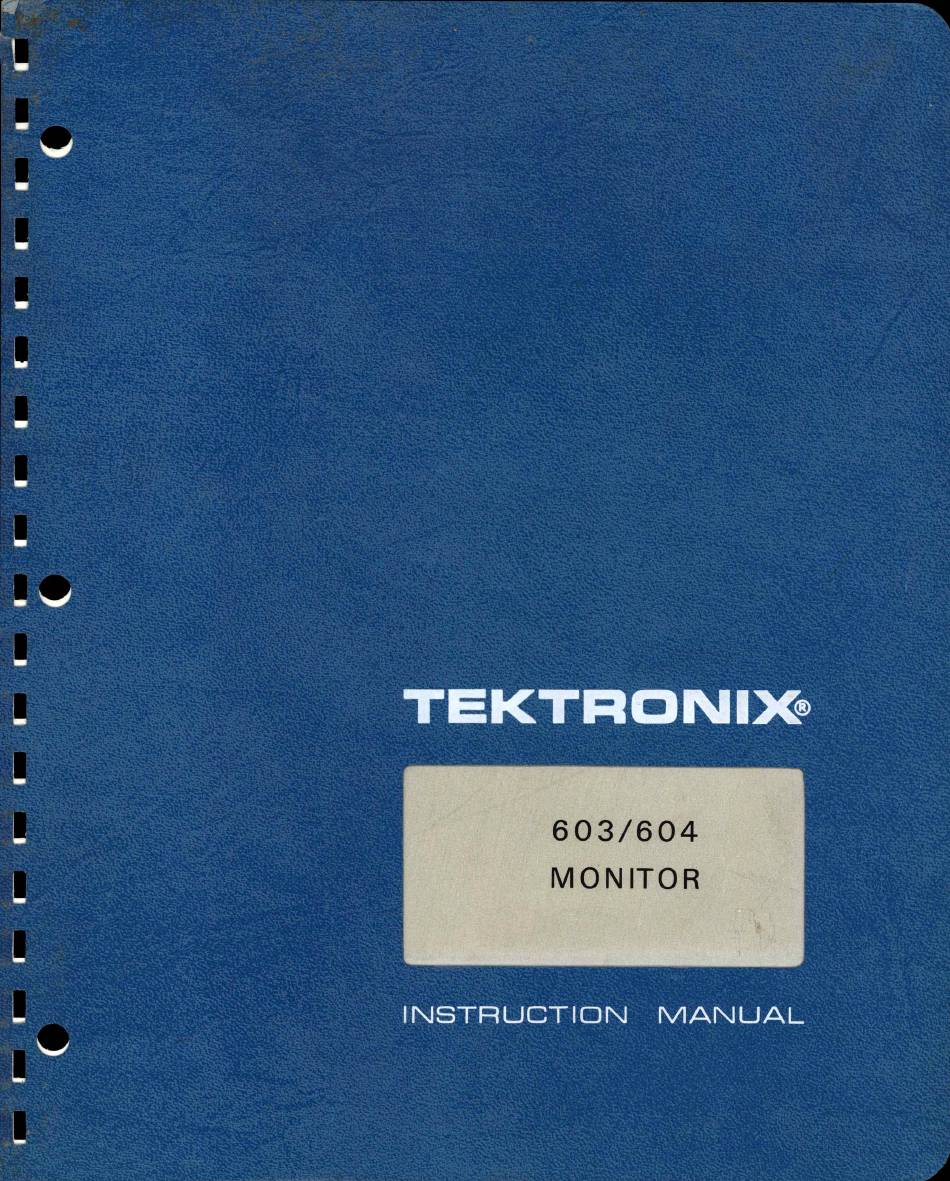 TEKTRONIX®
603/604
MONITOR
INSTRUCTION MANUAL